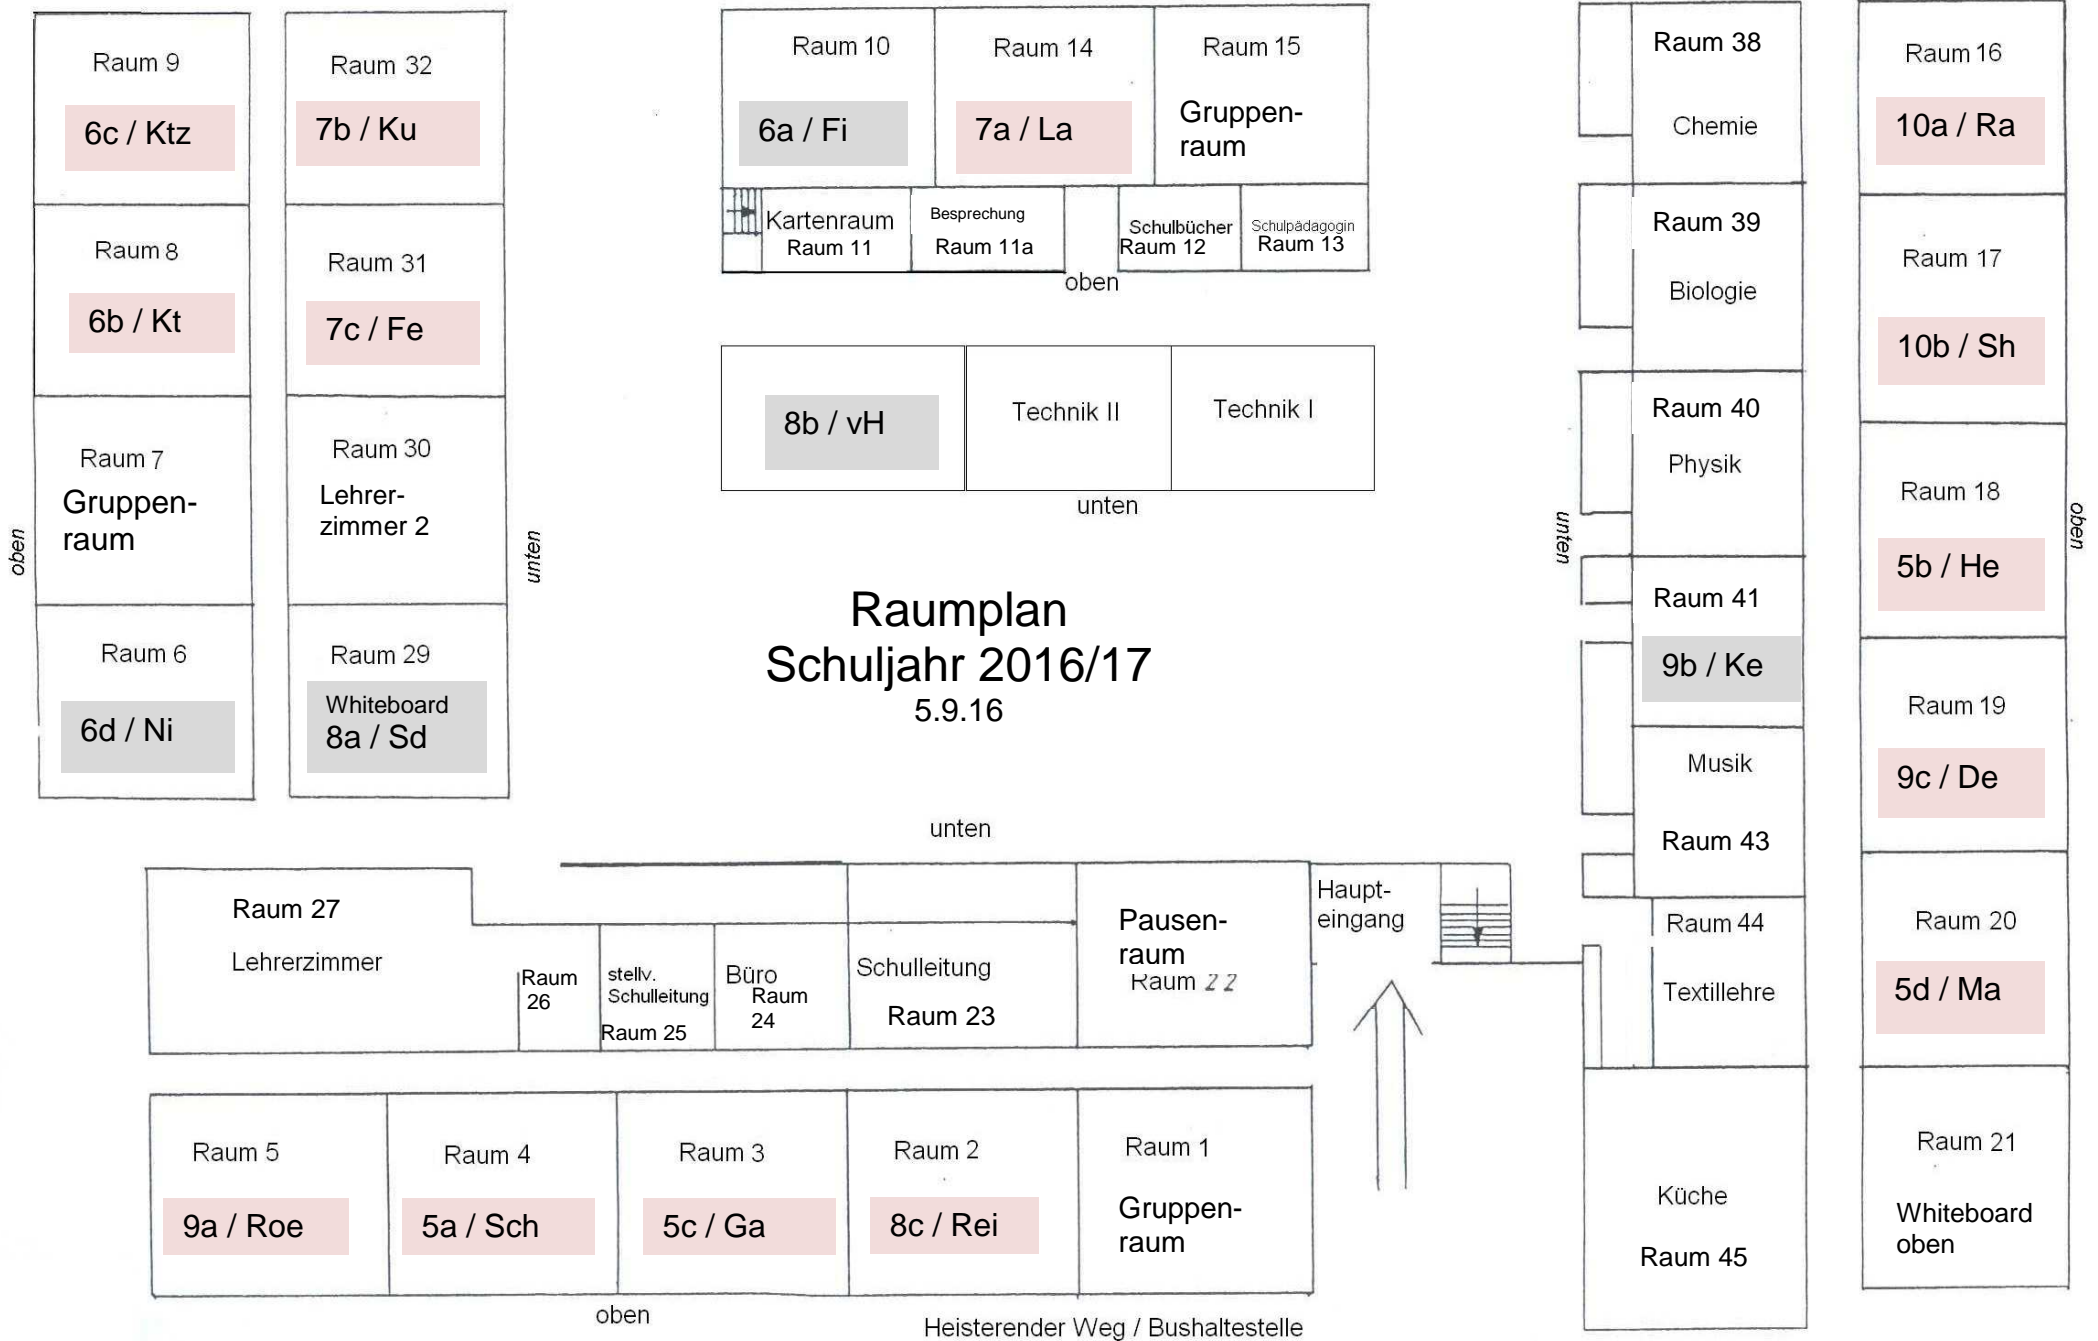 Raum 9
6c / Ktz
Raum 8
6b / Kt
Raum 7
Gruppen-
raum
Raum 6
6d / Ni
oben
Raum 32
7b / Ku
Raum 31
7c / Fe
Raum 30
Lehrer-
zimmer 2
Raum 29
Whiteboard
8a / Sd
unten
Raum 10
6a / Fi
Raum 14
7a / La
Raum 15
Gruppen-
raum
Kartenraum
Raum 11
Besprechung
Raum 11a
Schulbücher
Raum 12
Schulpädagogin
Raum 13
oben
8b / vH
Technik II
Technik I
unten
Raumplan
Schuljahr 2016/17
5.9.16
unten
Raum 38
Chemie
Raum 39
Biologie
Raum 40
Physik
Raum 41
9b / Ke
Musik
Raum 43
Raum 44
Textillehre
Küche
Raum 45
Raum 16
10a / Ra
Raum 17
10b / Sh
Raum 18
5b / He
Raum 19
9c / De
Raum 20
5d / Ma
Raum 21
Whiteboard
oben
oben
unten
Raum 27
Lehrerzimmer
Raum
26
stellv.
Schulleitung
Raum 25
Büro
Raum
24
Schulleitung
Raum 23
Pausen-
raum
Raum 22
Haupt-
eingang
Raum 5
9a / Roe
Raum 4
5a / Sch
Raum 3
5c / Ga
Raum 2
8c / Rei
Raum 1
Gruppen-
raum
oben
Heisterender Weg / Bushaltestelle